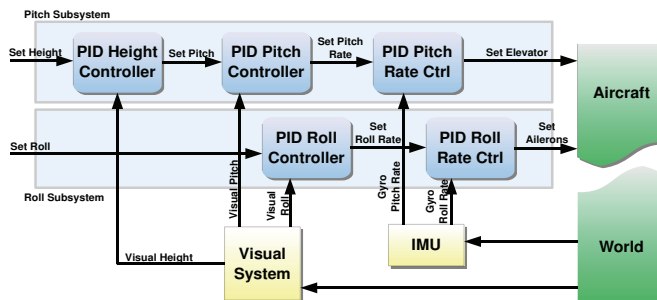 Pitch Subsystem
Set Height
PID Height
Controller
Set Pitch
PID Pitch
Controller
Set Pitch
Rate
PID Pitch
Rate Ctrl
Set Elevator
Aircraft
Set Roll
PID Roll
Controller
Set
Roll Rate
PID Roll
Rate Ctrl
Set
Ailerons
Roll Subsystem
Visual Pitch
Visual
Roll
Gyro
Pitch Rate
Gyro
Roll Rate
Visual Height
Visual
System
IMU
World